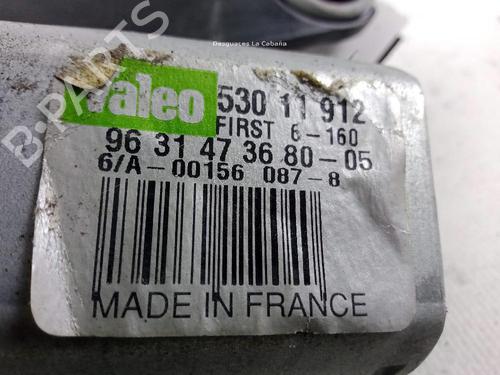 Desguaces La Cabaña
B-PARTS
Valeo
530 11 912
FIRST 6-160
96 31 47 36 80-05
6/A-00156 087-8
MADE IN FRANCE